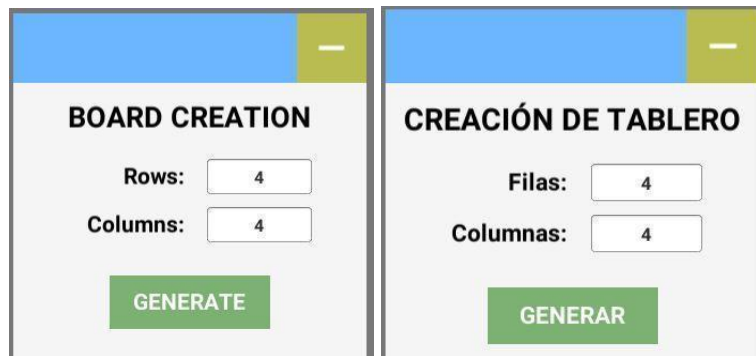 BOARD CREATION
Rows: 4
Columns: 4
GENERATE
CREACIÓN DE TABLERO
Filas: 4
Columnas: 4
GENERAR